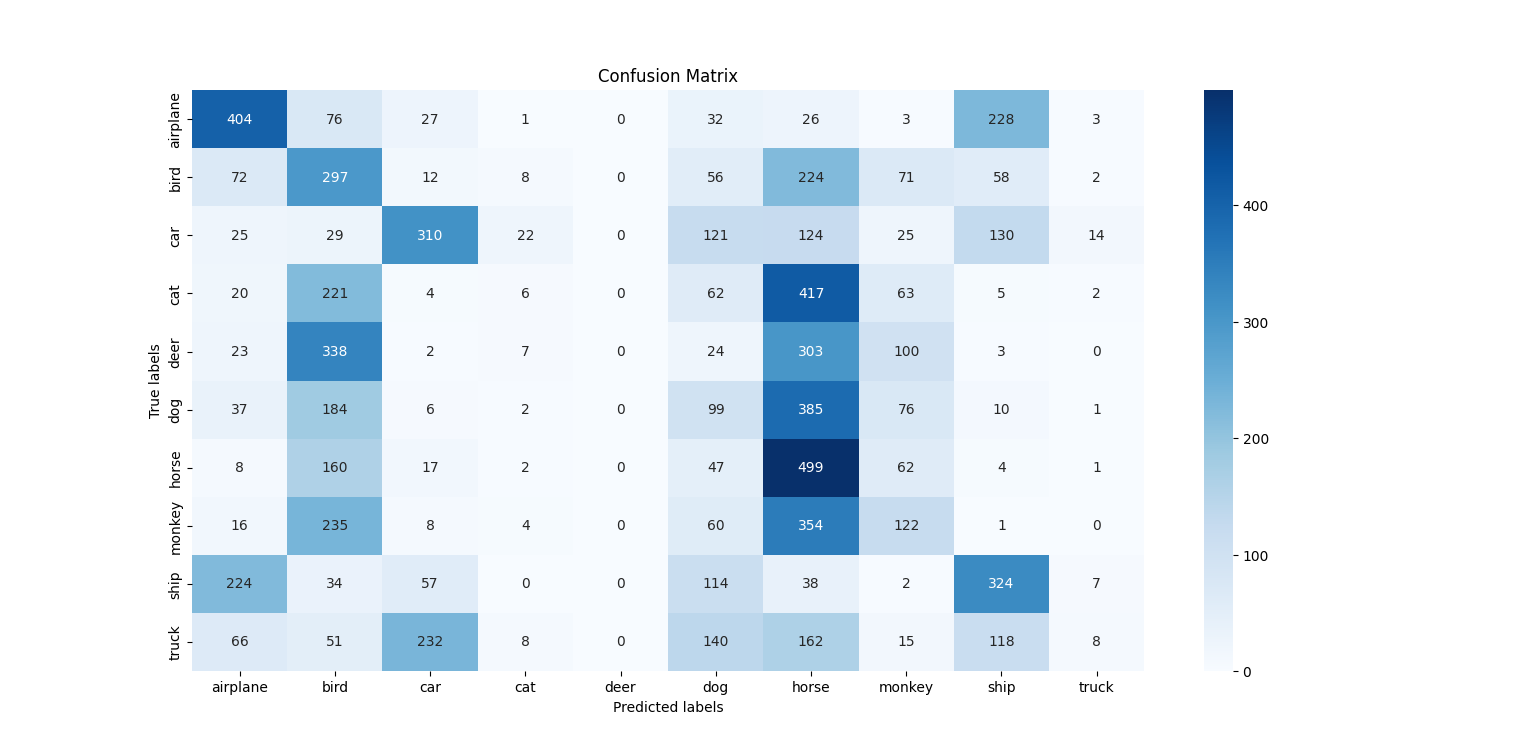 Confusion Matrix
True labels
airplane 404 76 27 1 0 32 26 3 228 3
bird 72 297 12 8 0 56 224 71 58 2
car 25 29 310 22 0 121 124 25 130 14
cat 20 221 4 6 0 62 417 63 5 2
deer 23 338 2 7 0 24 303 100 3 0
dog 37 184 6 2 0 99 385 76 10 1
horse 8 160 17 2 0 47 499 62 4 1
monkey 16 235 8 4 0 60 354 122 1 0
ship 224 34 57 0 0 114 38 2 324 7
truck 66 51 232 8 0 140 162 15 118 8
airplane bird car cat deer dog horse monkey ship truck
Predicted labels
400
300
200
100
0